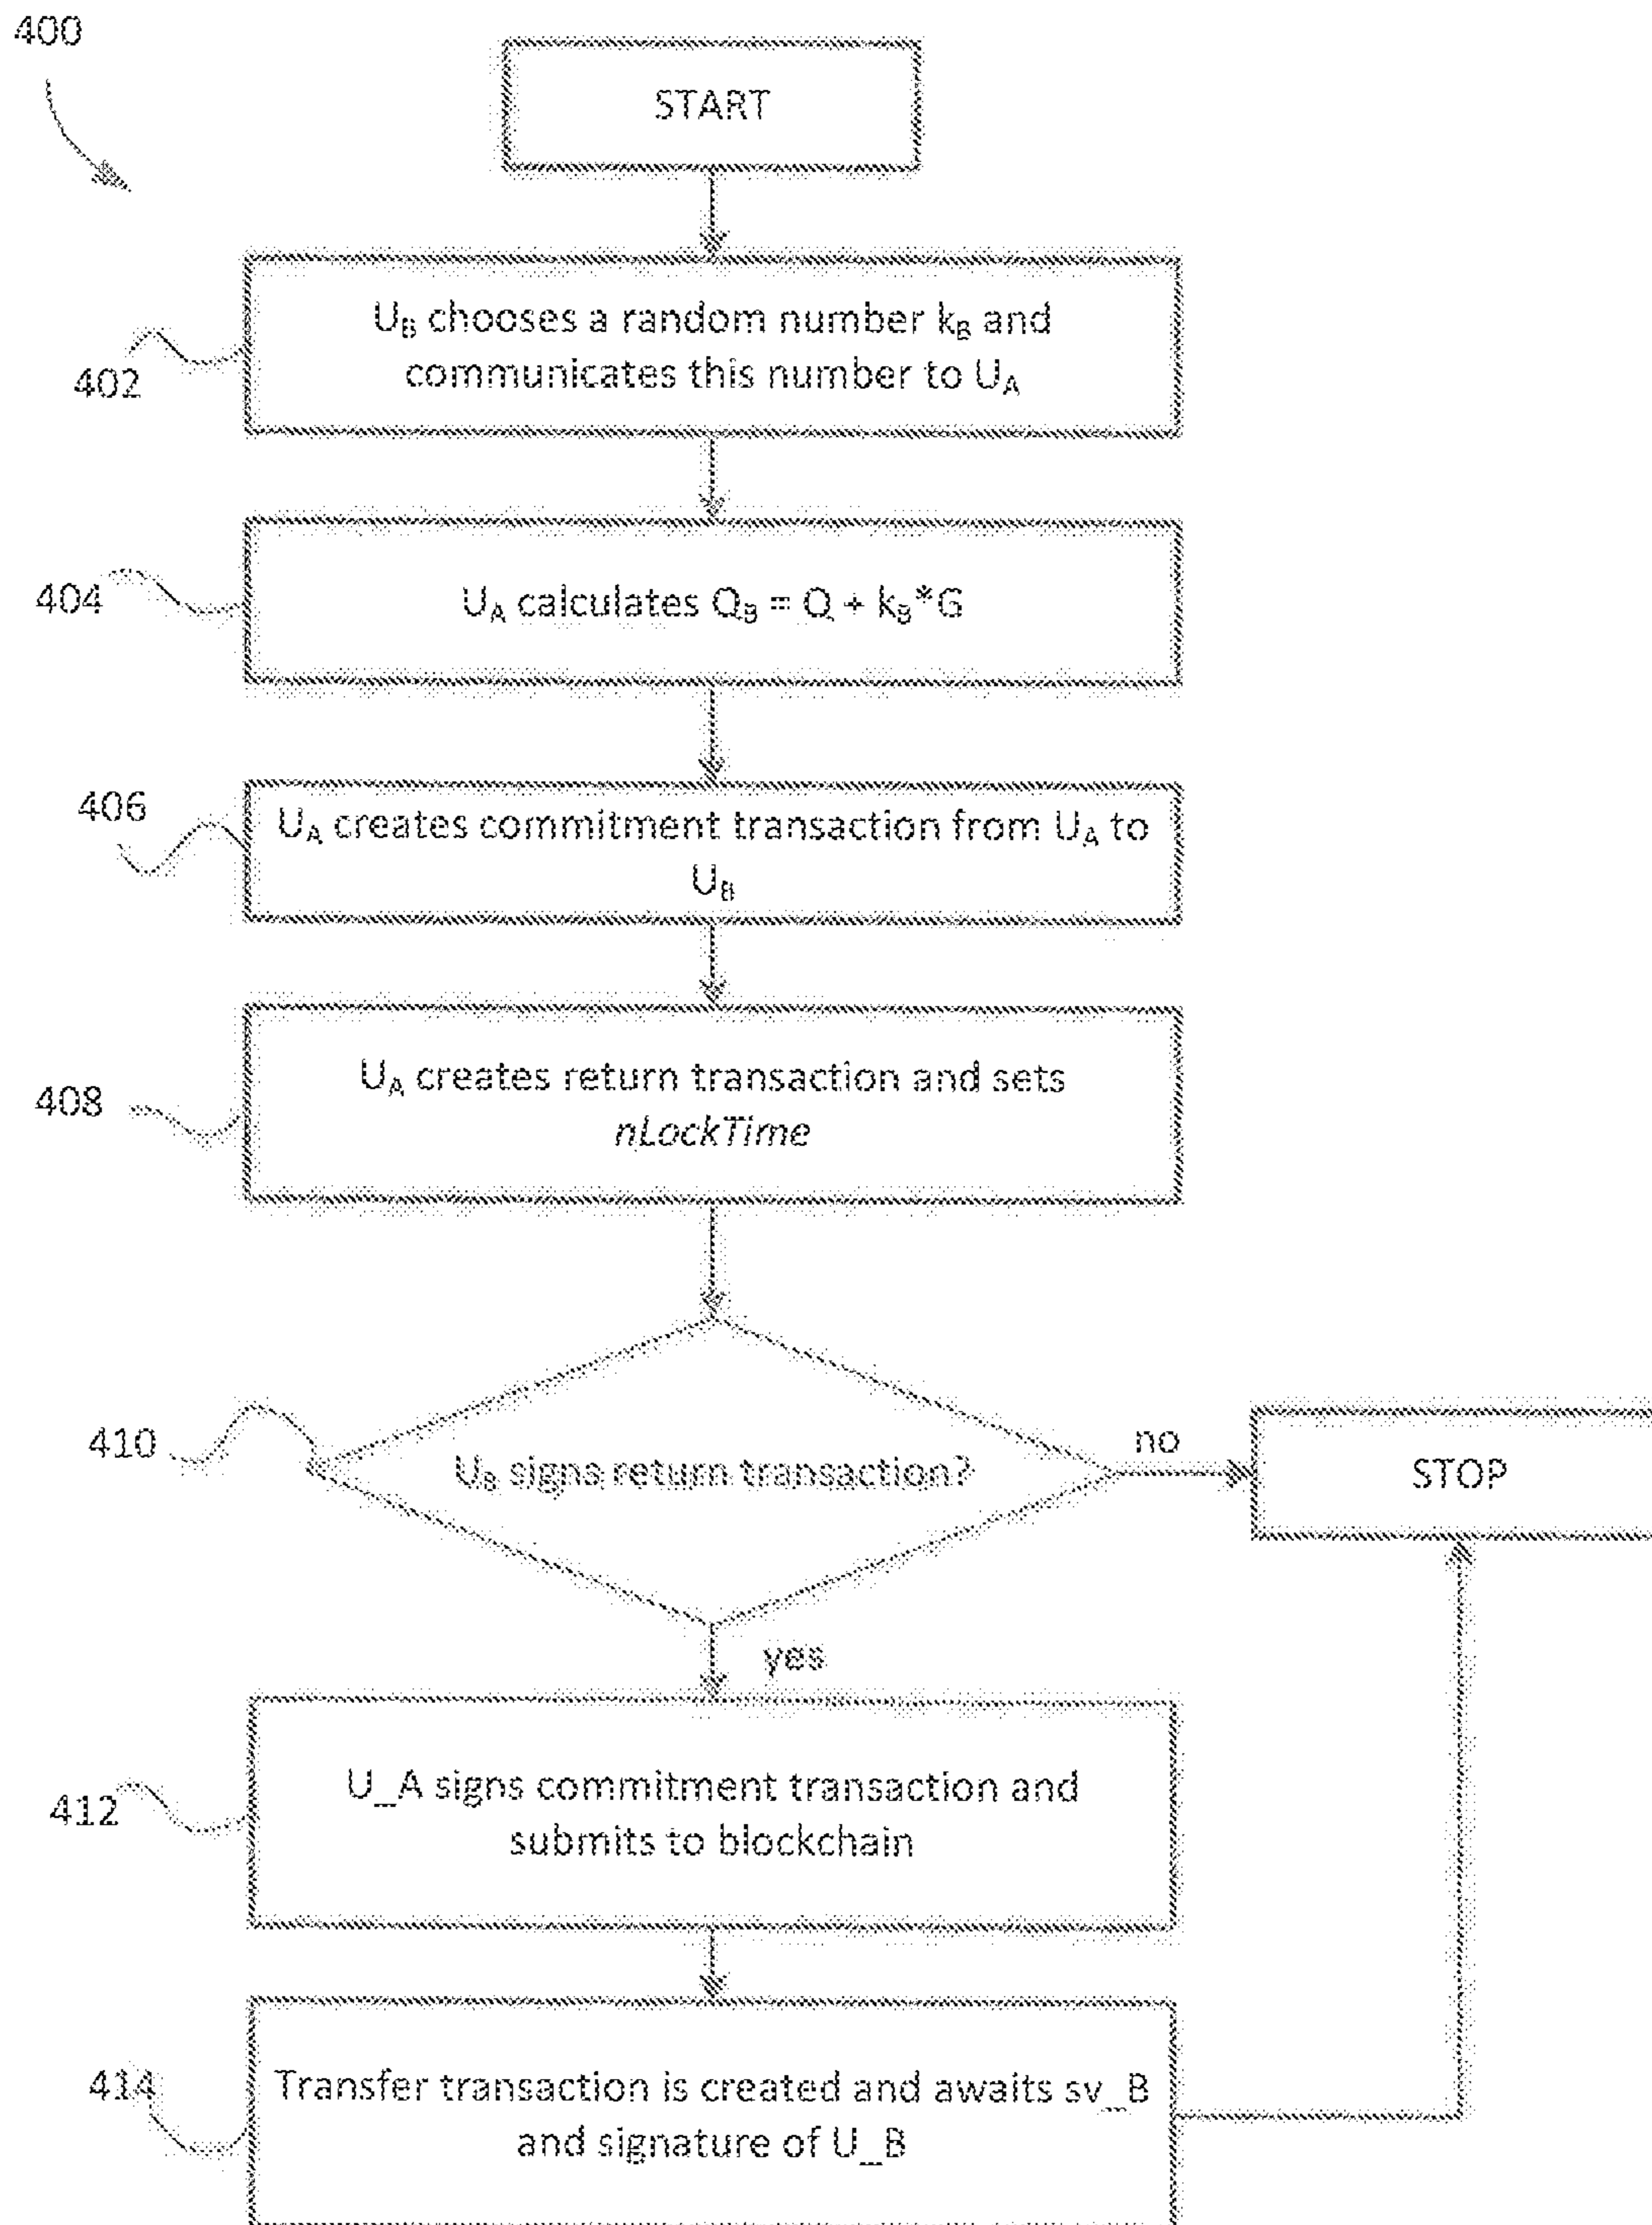 400
START
U_B chooses a random number k_B and
communicates this number to U_A
402
404
U_A calculates Q_B = Q + k_B*G
406
U_A creates commitment transaction from U_A to
U_B
U_A creates return transaction and sets
nLockTime
408
410
U_B signs return transaction?
no
STOP
yes
U_A signs commitment transaction and
submits to blockchain
412
414
Transfer transaction is created and awaits sv_B
and signature of U_B